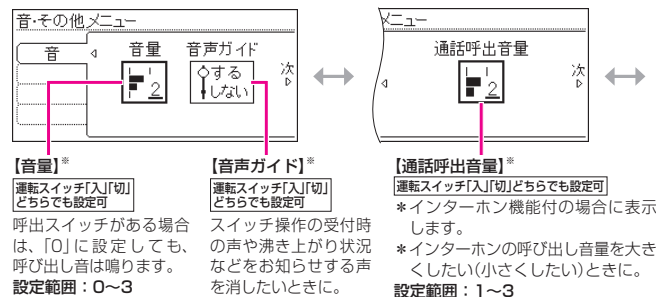 音・その他メニュー
音
音量
2
音声ガイド
する
しない
次
メニュー
通話呼出音量
2
次
【音量】※
運転スイッチ「入」「切」
どちらでも設定可
呼出スイッチがある場合
は、「0」に設定しても、
呼び出し音は鳴ります。
設定範囲：0～3
【音声ガイド】※
運転スイッチ「入」「切」
どちらでも設定可
スイッチ操作の受付時
の声や沸き上がり状況
などをお知らせする声
を消したいときに。
【通話呼出音量】※
運転スイッチ「入」「切」どちらでも設定可
＊インターホン機能付の場合に表示
します。
＊インターホンの呼び出し音量を大き
くしたい（小さくしたい）ときに。
設定範囲：1～3